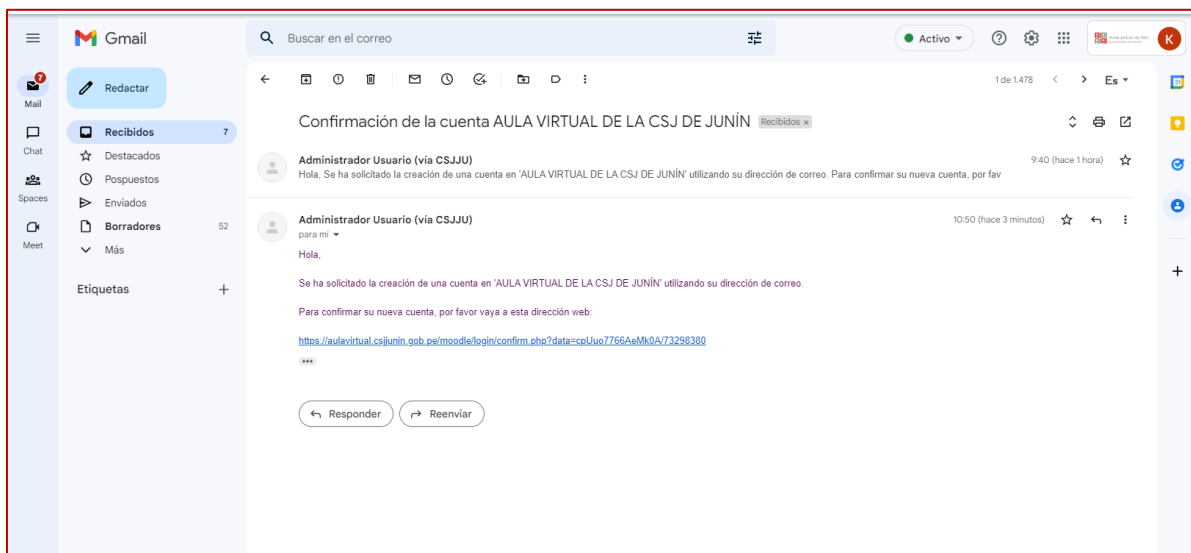 Gmail
Buscar en el correo
Activo
K
7
Mail
Chat
Spaces
Meet
Redactar
Recibidos 7
Destacados
Pospuestos
Enviados
Borradores 52
Más
Etiquetas
1 de 1.478
Es
Confirmación de la cuenta AULA VIRTUAL DE LA CSJ DE JUNÍN Recibidos x
Administrador Usuario (vía CSJJU) 9:40 (hace 1 hora)
Hola, Se ha solicitado la creación de una cuenta en 'AULA VIRTUAL DE LA CSJ DE JUNÍN' utilizando su dirección de correo. Para confirmar su nueva cuenta, por fav
Administrador Usuario (vía CSJJU) 10:50 (hace 3 minutos)
para mí
Hola,
Se ha solicitado la creación de una cuenta en 'AULA VIRTUAL DE LA CSJ DE JUNÍN' utilizando su dirección de correo.
Para confirmar su nueva cuenta, por favor vaya a esta dirección web:
https://aulavirtual.csjjunin.gob.pe/moodle/login/confirm.php?data=cpUuo7766AeMk0A/73298380
Responder
Reenviar
31